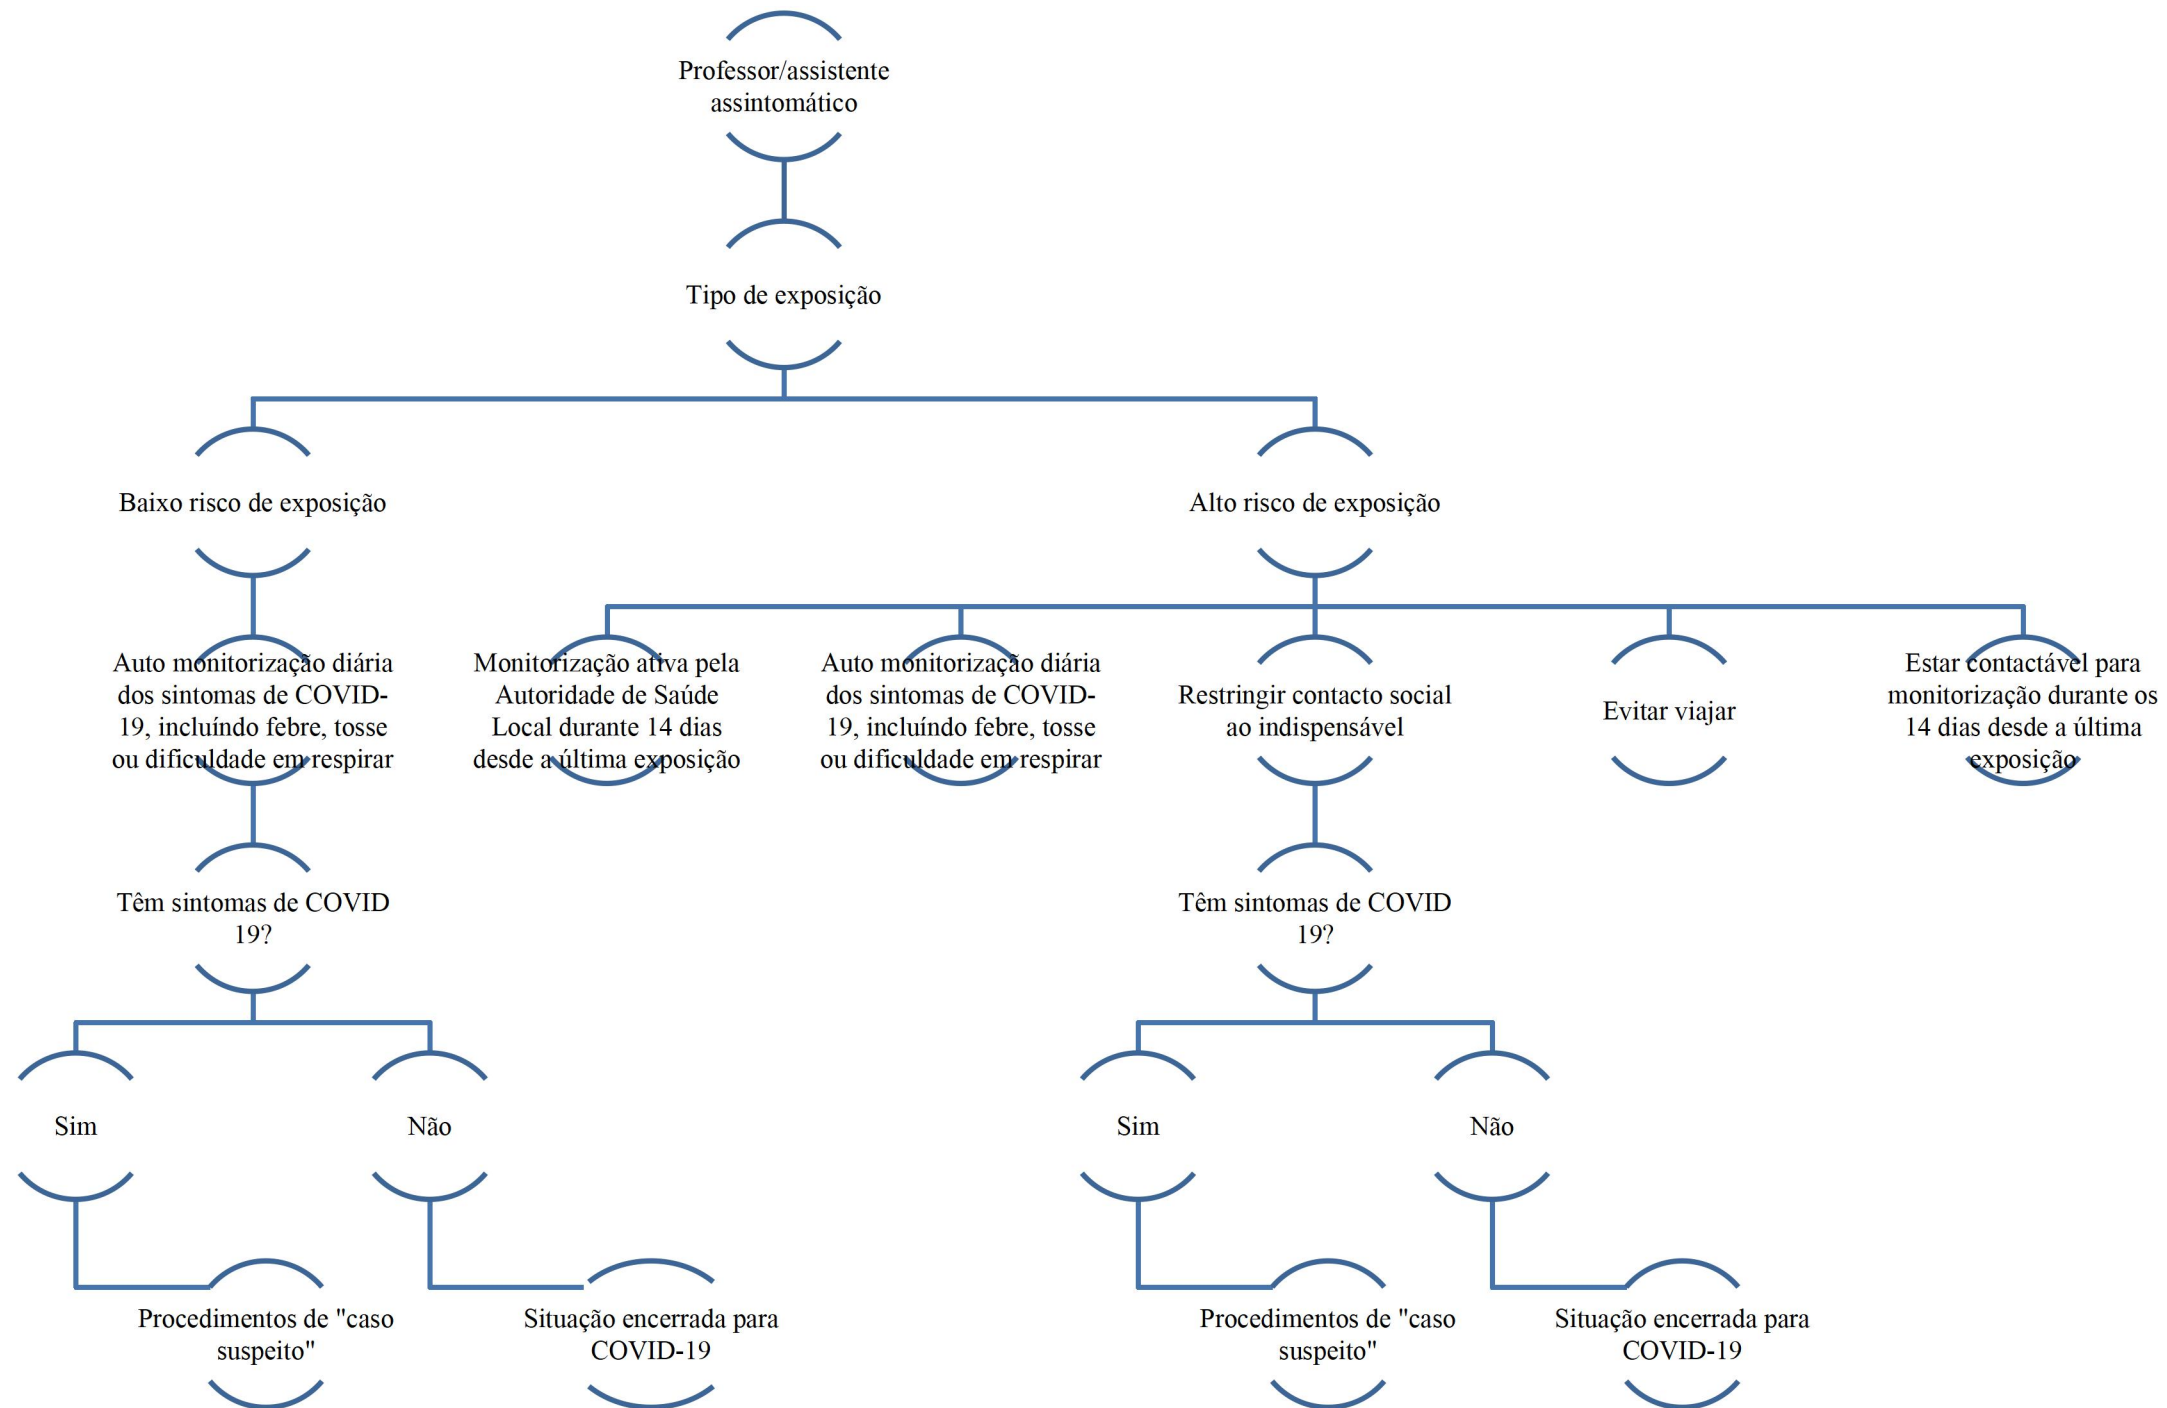 Professor/assistente
assintomático
Tipo de exposição
Baixo risco de exposição
Alto risco de exposição
Auto monitorização diária
dos sintomas de COVID-
19, incluíndo febre, tosse
ou dificuldade em respirar
Monitorização ativa pela
Autoridade de Saúde
Local durante 14 dias
desde a última exposição
Auto monitorização diária
dos sintomas de COVID-
19, incluíndo febre, tosse
ou dificuldade em respirar
Restringir contacto social
ao indispensável
Evitar viajar
Estar contactável para
monitorização durante os
14 dias desde a última
exposição
Têm sintomas de COVID
19?
Têm sintomas de COVID
19?
Sim
Não
Sim
Não
Procedimentos de "caso
suspeito"
Situação encerrada para
COVID-19
Procedimentos de "caso
suspeito"
Situação encerrada para
COVID-19